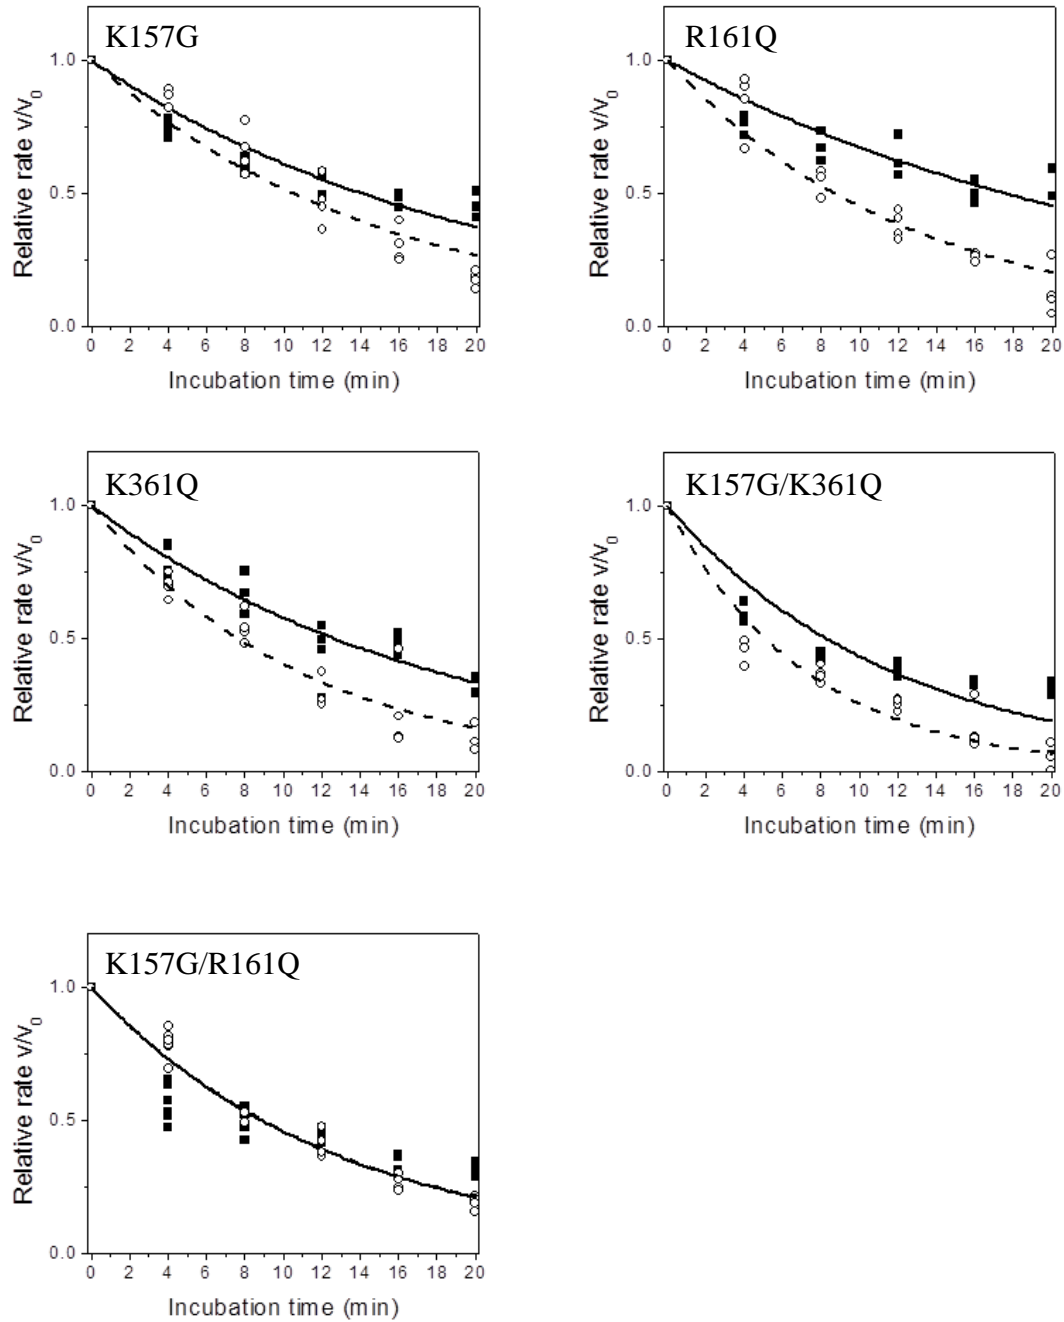 K157G
1.0
0.5
0.0
Relative rate v/v0
0 2 4 6 8 10 12 14 16 18 20
Incubation time (min)
R161Q
1.0
0.5
0.0
Relative rate v/v0
0 2 4 6 8 10 12 14 16 18 20
Incubation time (min)
K361Q
1.0
0.5
0.0
Relative rate v/v0
0 2 4 6 8 10 12 14 16 18 20
Incubation time (min)
K157G/K361Q
1.0
0.5
0.0
Relative rate v/v0
0 2 4 6 8 10 12 14 16 18 20
Incubation time (min)
K157G/R161Q
1.0
0.5
0.0
Relative rate v/v0
0 2 4 6 8 10 12 14 16 18 20
Incubation time (min)